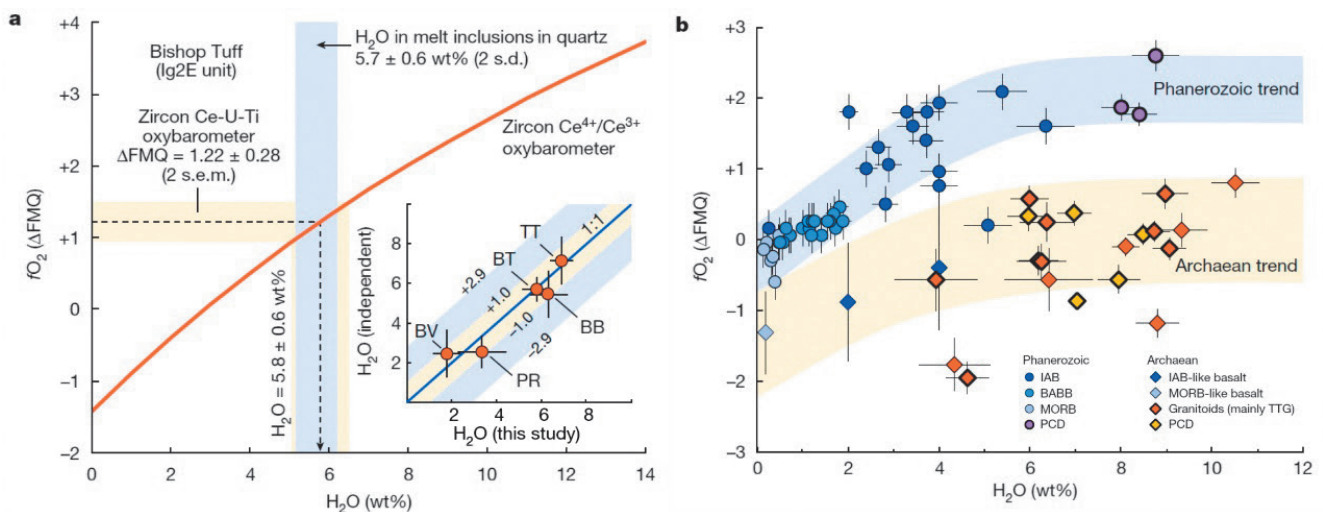 a
+4
+3
+2
+1
0
−1
−2
fO2 (ΔFMQ)
Bishop Tuff
(Ig2E unit)
Zircon Ce-U-Ti
oxybarometer
ΔFMQ = 1.22 ± 0.28
(2 s.e.m.)
H2O in melt inclusions in quartz
5.7 ± 0.6 wt% (2 s.d.)
Zircon Ce4+/Ce3+
oxybarometer
H2O = 5.8 ± 0.6 wt%
H2O (independent)
8
6
4
2
BV
BT
TT
BB
PR
+2.9
+1.0
1:1
−1.0
−2.9
2 4 6 8
H2O (this study)
0 2 4 6 8 10 12 14
H2O (wt%)
b
+3
+2
+1
0
−1
−2
−3
fO2 (ΔFMQ)
Phanerozoic trend
Archaean trend
Phanerozoic
IAB
BABB
MORB
PCD
Archaean
IAB-like basalt
MORB-like basalt
Granitoids (mainly TTG)
PCD
0 2 4 6 8 10 12
H2O (wt%)